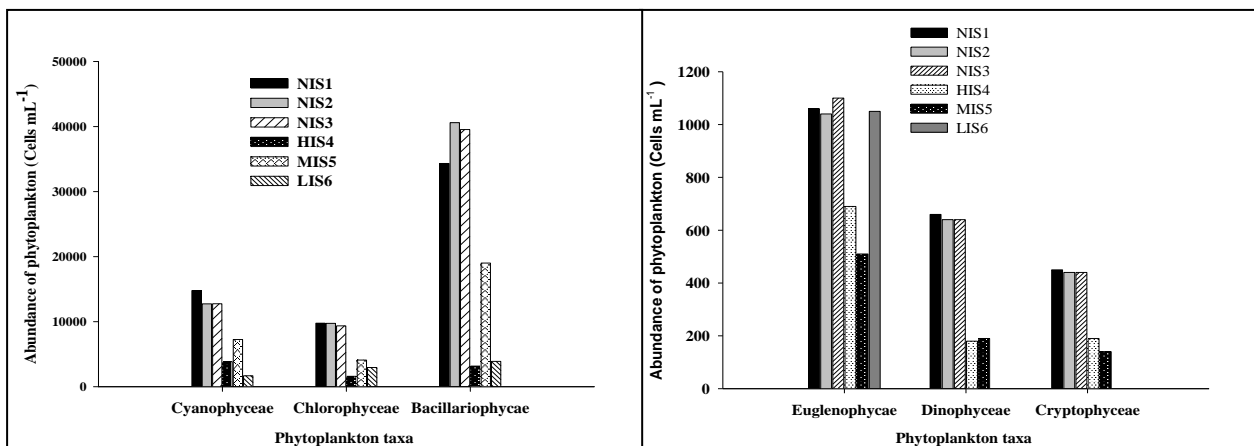 Abundance of phytoplankton (Cells mL-1)
50000
40000
30000
20000
10000
0
NIS1
NIS2
NIS3
HIS4
MIS5
LIS6
Cyanophyceae Chlorophyceae Bacillariophycae
Phytoplankton taxa
Abundance of phytoplankton (Cells mL-1)
1200
1000
800
600
400
200
0
NIS1
NIS2
NIS3
HIS4
MIS5
LIS6
Euglenophycae Dinophyceae Cryptophyceae
Phytoplankton taxa